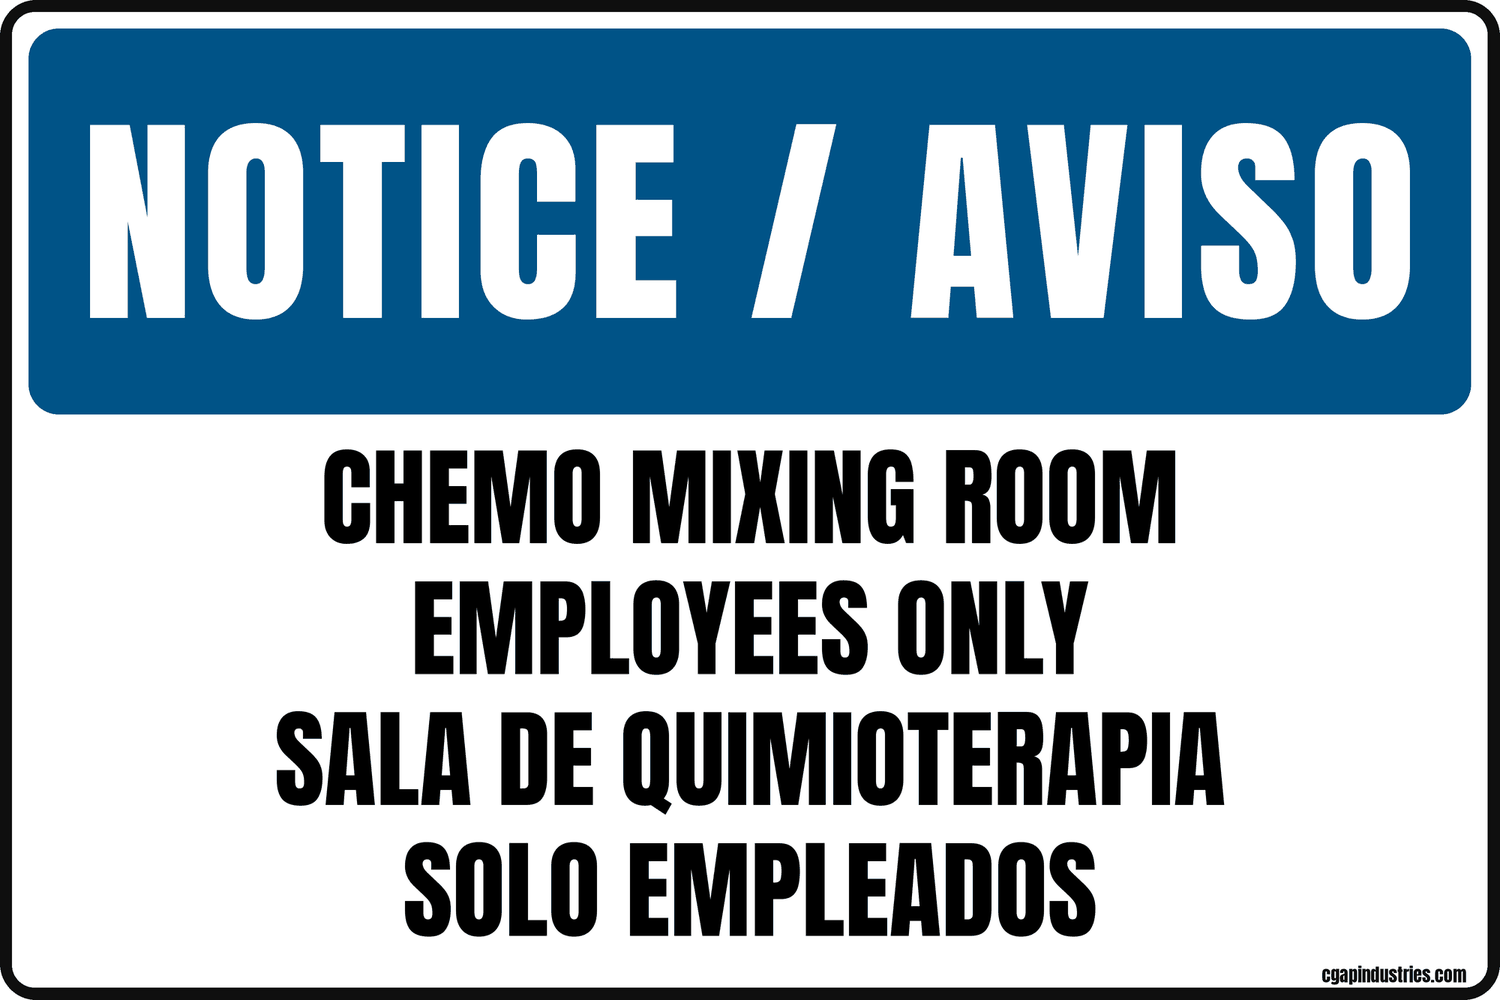 NOTICE / AVISO
CHEMO MIXING ROOM
EMPLOYEES ONLY
SALA DE QUIMIOTERAPIA
SOLO EMPLEADOS
cgapindustries.com